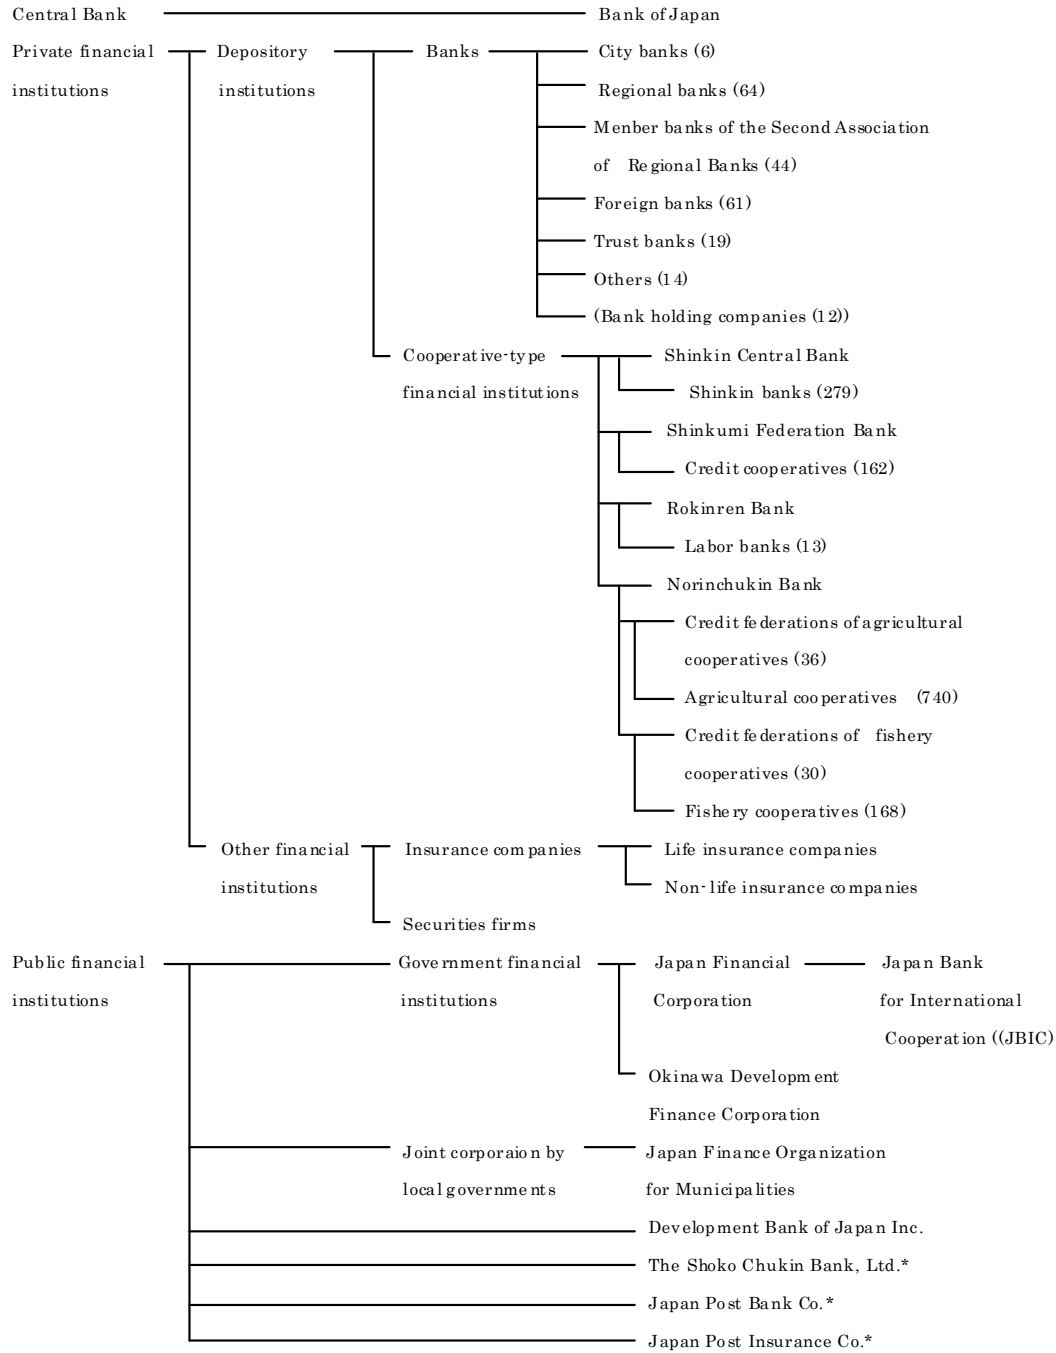 Central Bank Bank of Japan
Private financial Depository Banks City banks (6)
institutions institutions Regional banks (64)
Menber banks of the Second Association
of Regional Banks (44)
Foreign banks (61)
Trust banks (19)
Others (14)
(Bank holding companies (12))
Cooperative-type Shinkin Central Bank
financial institutions Shinkin banks (279)
Shinkumi Federation Bank
Credit cooperatives (162)
Rokinren Bank
Labor banks (13)
Norinchukin Bank
Credit federations of agricultural
cooperatives (36)
Agricultural cooperatives (740)
Credit federations of fishery
cooperatives (30)
Fishery cooperatives (168)
Other financial Insurance companies Life insurance companies
institutions Non-life insurance companies
Securities firms
Public financial Government financial Japan Financial Japan Bank
institutions institutions Corporation for International
Cooperation ((JBIC)
Okinawa Development
Finance Corporation
Joint corporaion by Japan Finance Organization
local governments for Municipalities
Development Bank of Japan Inc.
The Shoko Chukin Bank, Ltd.*
Japan Post Bank Co.*
Japan Post Insurance Co.*